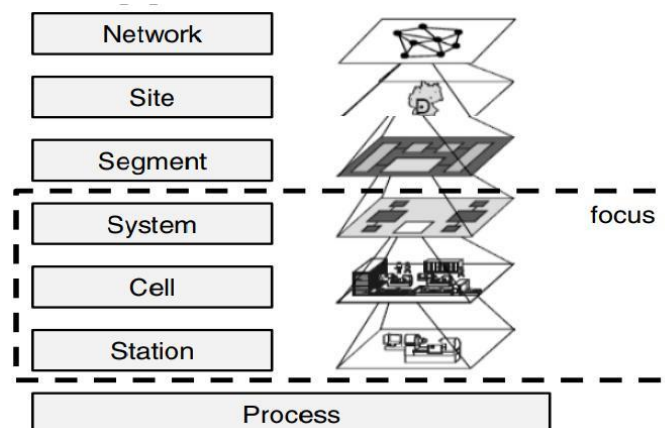 Network
Site
D
Segment
System
focus
Cell
Station
Process